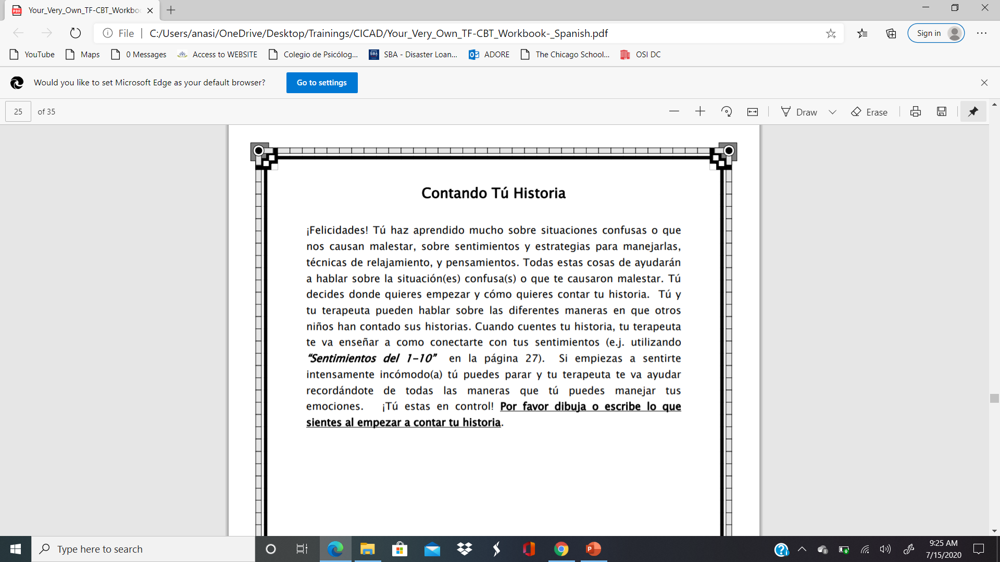 Your_Very_Own_TF-CBT_Workbo
File | C:/Users/anasi/OneDrive/Desktop/Trainings/CICAD/Your_Very_Own_TF-CBT_Workbook-_Spanish.pdf
Sign in
YouTube Maps 0 Messages Access to WEBSITE Colegio de Psicólog... SBA - Disaster Loan... ADORE The Chicago School... OSI DC
Would you like to set Microsoft Edge as your default browser? Go to settings
25 of 35 Draw Erase
Contando Tú Historia
¡Felicidades! Tú haz aprendido mucho sobre situaciones confusas o que
nos causan malestar, sobre sentimientos y estrategias para manejarlas,
técnicas de relajamiento, y pensamientos. Todas estas cosas de ayudarán
a hablar sobre la situación(es) confusa(s) o que te causaron malestar. Tú
decides donde quieres empezar y cómo quieres contar tu historia. Tú y
tu terapeuta pueden hablar sobre las diferentes maneras en que otros
niños han contado sus historias. Cuando cuentes tu historia, tu terapeuta
te va enseñar a como conectarte con tus sentimientos (e.j. utilizando
“Sentimientos del 1-10” en la página 27). Si empiezas a sentirte
intensamente incómodo(a) tú puedes parar y tu terapeuta te va ayudar
recordándote de todas las maneras que tú puedes manejar tus
emociones. ¡Tú estas en control! Por favor dibuja o escribe lo que
sientes al empezar a contar tu historia.
Type here to search
9:25 AM
7/15/2020